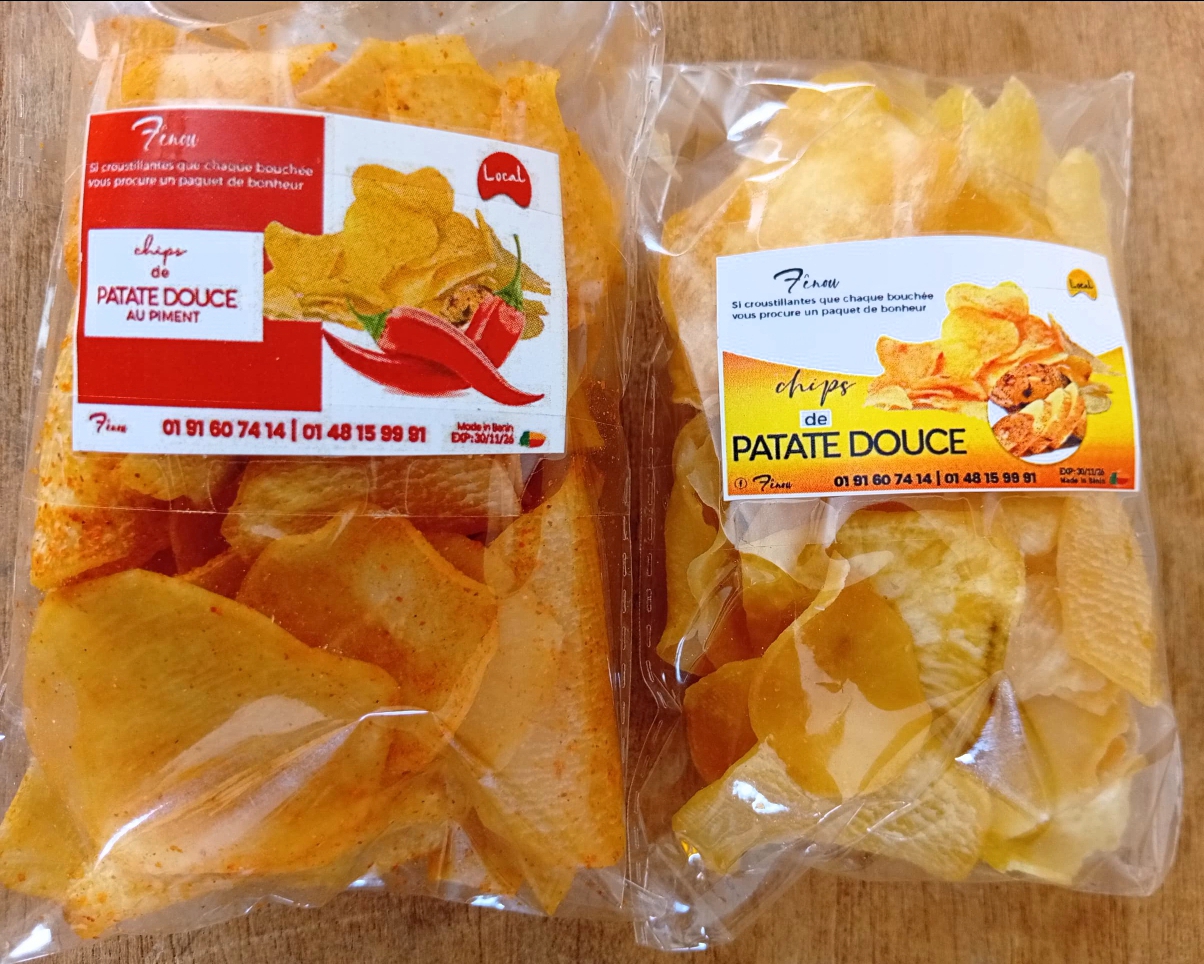 Fênou
Si croustillantes que chaque bouchée
vous procure un paquet de bonheur
Local
chips
de
PATATE DOUCE
AU PIMENT
Fênou
01 91 60 74 14 | 01 48 15 99 91
Made in Benin
EXP: 30/11/26
Fênou
Si croustillantes que chaque bouchée
vous procure un paquet de bonheur
Local
chips
de
PATATE DOUCE
Fênou
01 91 60 74 14 | 01 48 15 99 91
EXP: 30/11/26
Made in Bénin